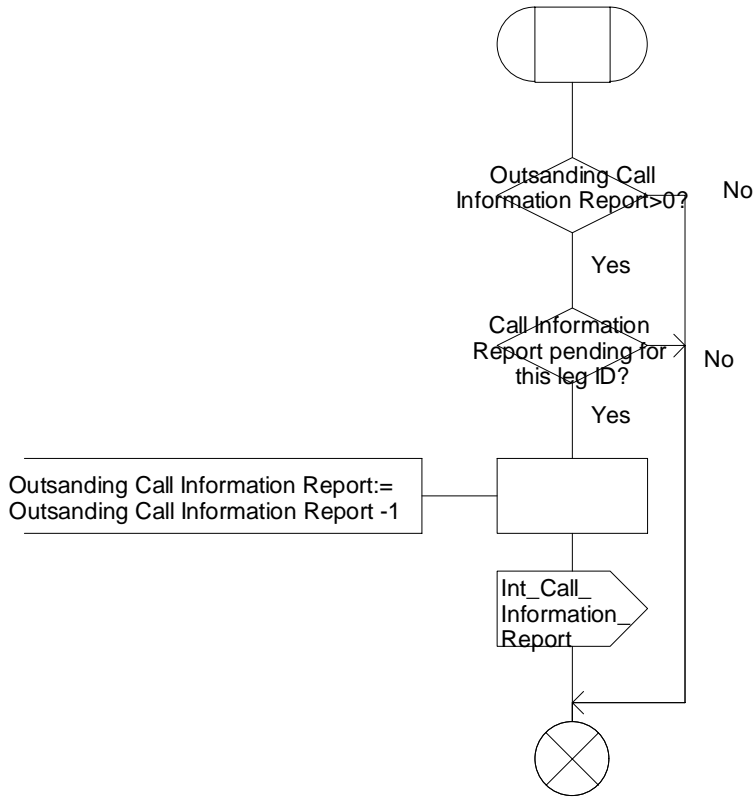 Outsanding Call
Information Report>0?
No
Yes
Call Information
Report pending for
this leg ID?
No
Yes
Outsanding Call Information Report:=
Outsanding Call Information Report -1
Int_Call_
Information_
Report